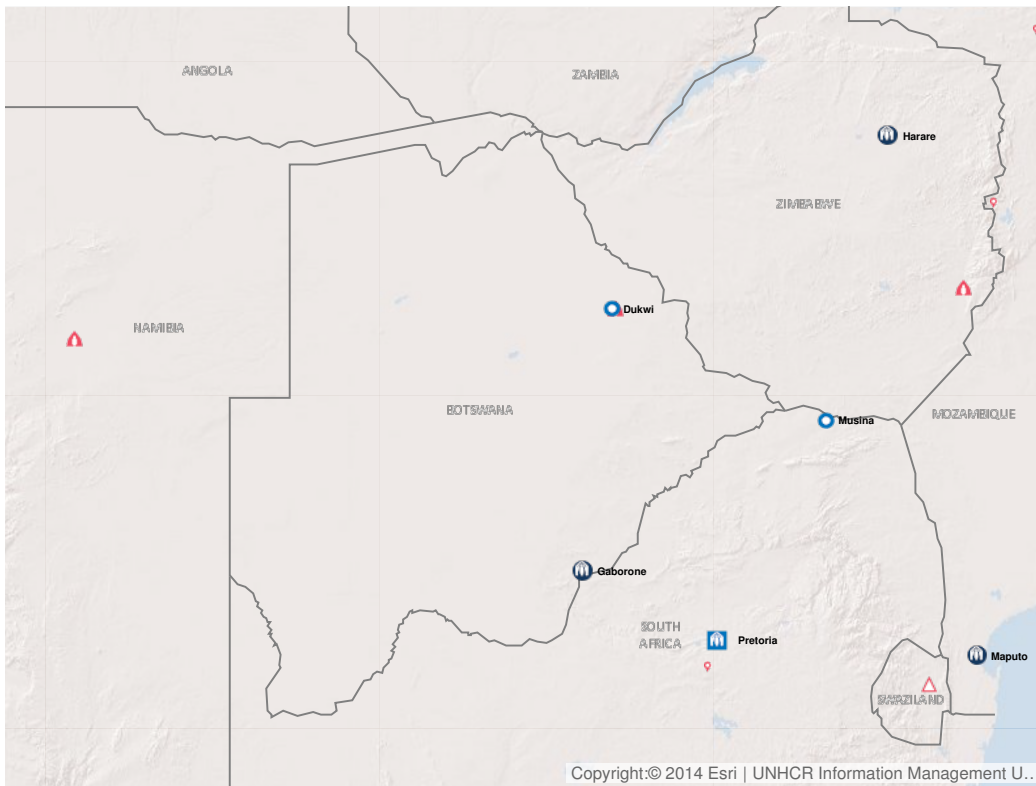 ANGOLA
ZAMBIA
Harare
ZIMBABWE
Dukwi
NAMIBIA
BOTSWANA
MOZAMBIQUE
Musina
Gaborone
SOUTH
AFRICA
Pretoria
Maputo
SWAZILAND
Copyright:© 2014 Esri | UNHCR Information Management U...